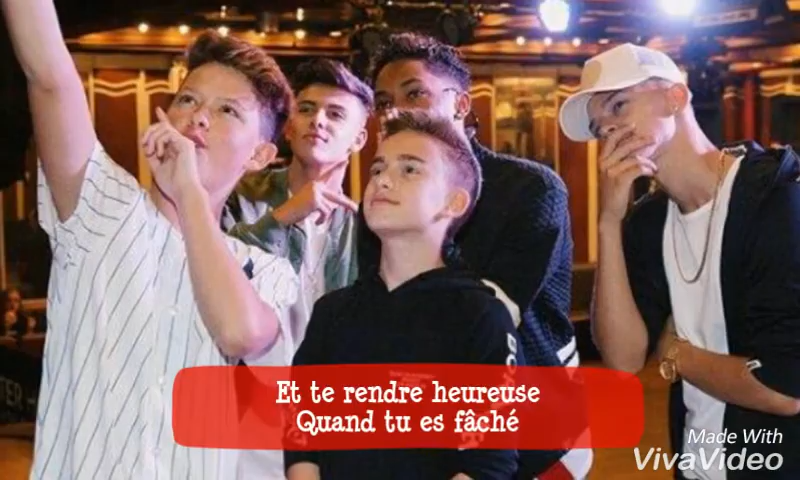 Et te rendre heureuse
Quand tu es fâché
Made With
VivaVideo